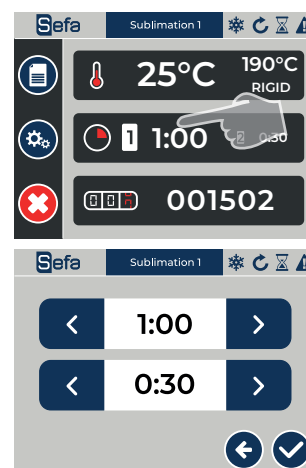 Sefa Sublimation 1
25°C 190°C
RIGID
1 1:00 2 0:30
001502
Sefa Sublimation 1
1:00
0:30